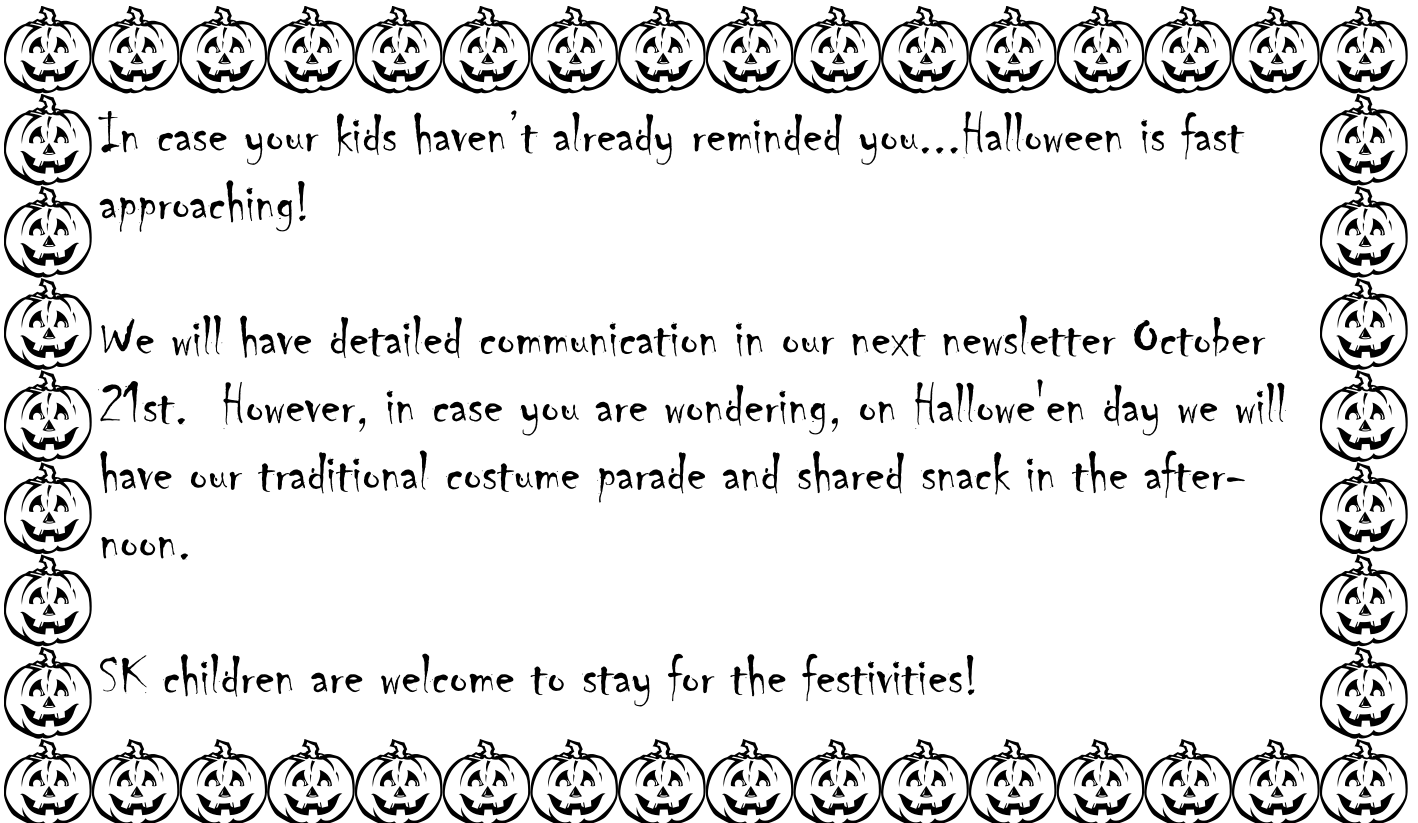 In case your kids haven't already reminded you...Halloween is fast
approaching!
We will have detailed communication in our next newsletter October
21st.  However, in case you are wondering, on Hallowe'en day we will
have our traditional costume parade and shared snack in the after-
noon.
SK children are welcome to stay for the festivities!